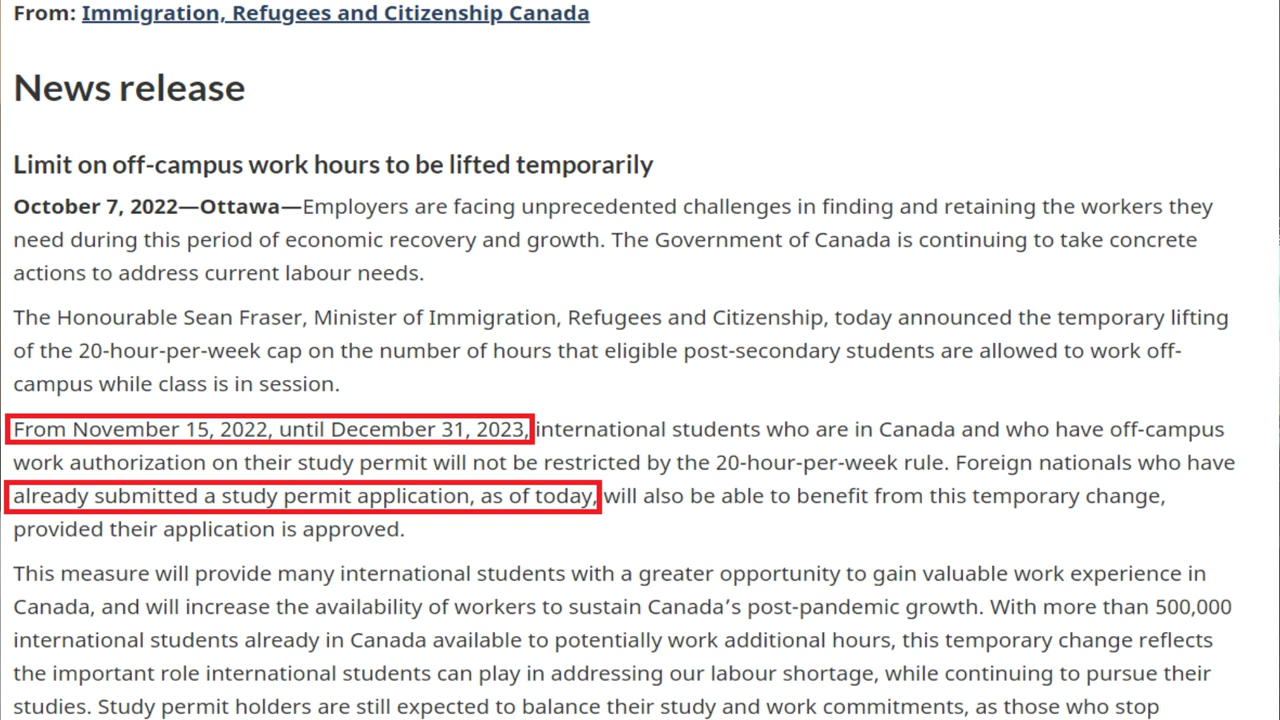 From: Immigration, Refugees and Citizenship Canada
News release
Limit on off-campus work hours to be lifted temporarily
October 7, 2022—Ottawa—Employers are facing unprecedented challenges in finding and retaining the workers they
need during this period of economic recovery and growth. The Government of Canada is continuing to take concrete
actions to address current labour needs.
The Honourable Sean Fraser, Minister of Immigration, Refugees and Citizenship, today announced the temporary lifting
of the 20-hour-per-week cap on the number of hours that eligible post-secondary students are allowed to work off-
campus while class is in session.
From November 15, 2022, until December 31, 2023, international students who are in Canada and who have off-campus
work authorization on their study permit will not be restricted by the 20-hour-per-week rule. Foreign nationals who have
already submitted a study permit application, as of today, will also be able to benefit from this temporary change,
provided their application is approved.
This measure will provide many international students with a greater opportunity to gain valuable work experience in
Canada, and will increase the availability of workers to sustain Canada’s post-pandemic growth. With more than 500,000
international students already in Canada available to potentially work additional hours, this temporary change reflects
the important role international students can play in addressing our labour shortage, while continuing to pursue their
studies. Study permit holders are still expected to balance their study and work commitments, as those who stop